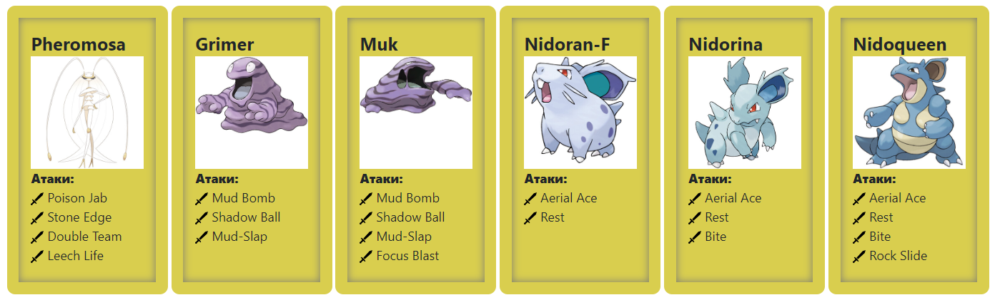 Pheromosa
Атаки:
Poison Jab
Stone Edge
Double Team
Leech Life
Grimer
Атаки:
Mud Bomb
Shadow Ball
Mud-Slap
Muk
Атаки:
Mud Bomb
Shadow Ball
Mud-Slap
Focus Blast
Nidoran-F
Атаки:
Aerial Ace
Rest
Nidorina
Атаки:
Aerial Ace
Rest
Bite
Nidoqueen
Атаки:
Aerial Ace
Rest
Bite
Rock Slide